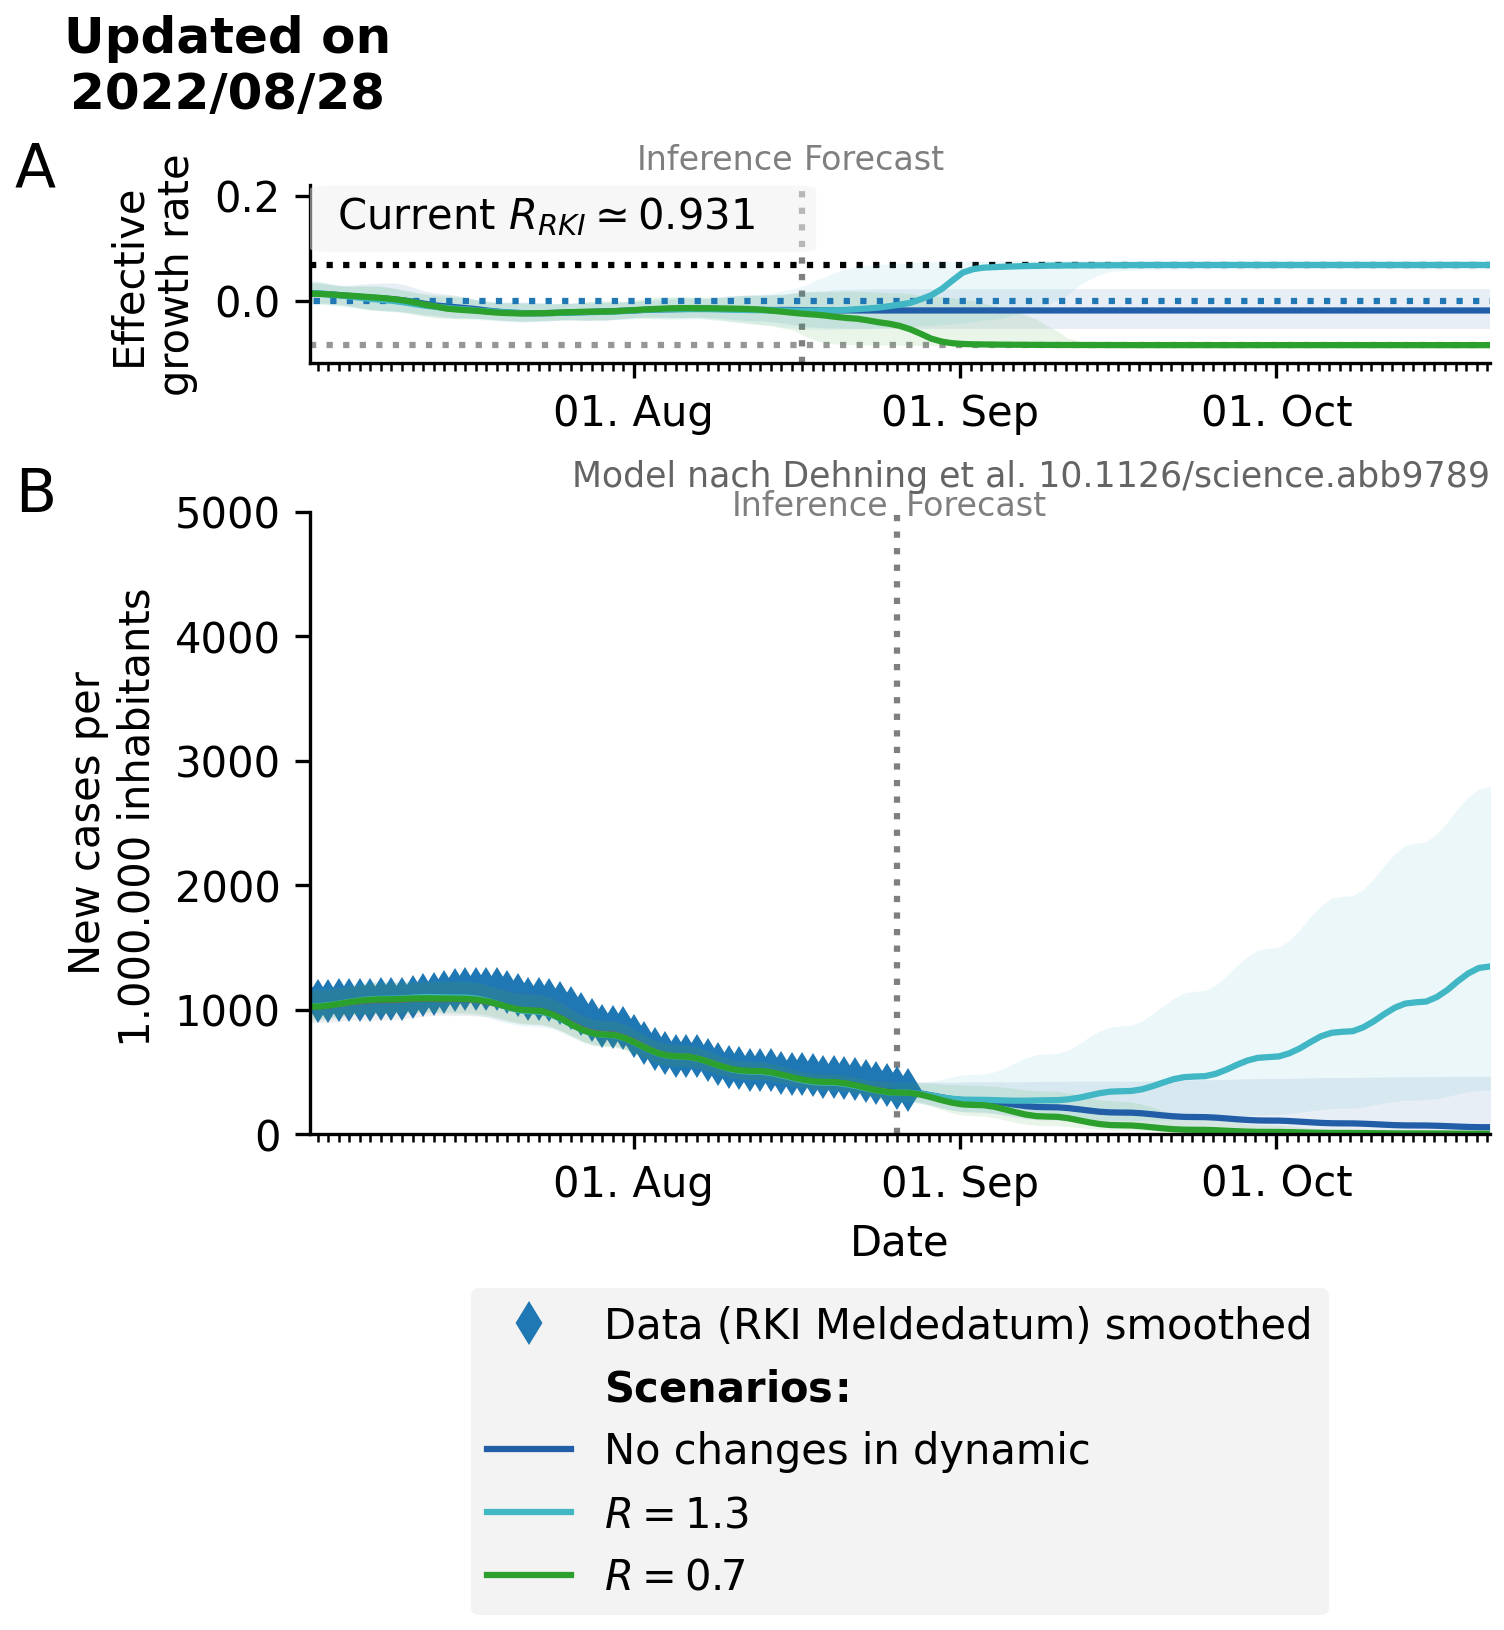 Updated on
2022/08/28
A
Effective
growth rate
Inference Forecast
0.2
0.0
Current R_RKI ≃ 0.931
01. Aug
01. Sep
01. Oct
B
Model nach Dehning et al. 10.1126/science.abb9789
Inference Forecast
New cases per
1.000.000 inhabitants
5000
4000
3000
2000
1000
0
01. Aug
01. Sep
01. Oct
Date
Data (RKI Meldedatum) smoothed
Scenarios:
No changes in dynamic
R = 1.3
R = 0.7